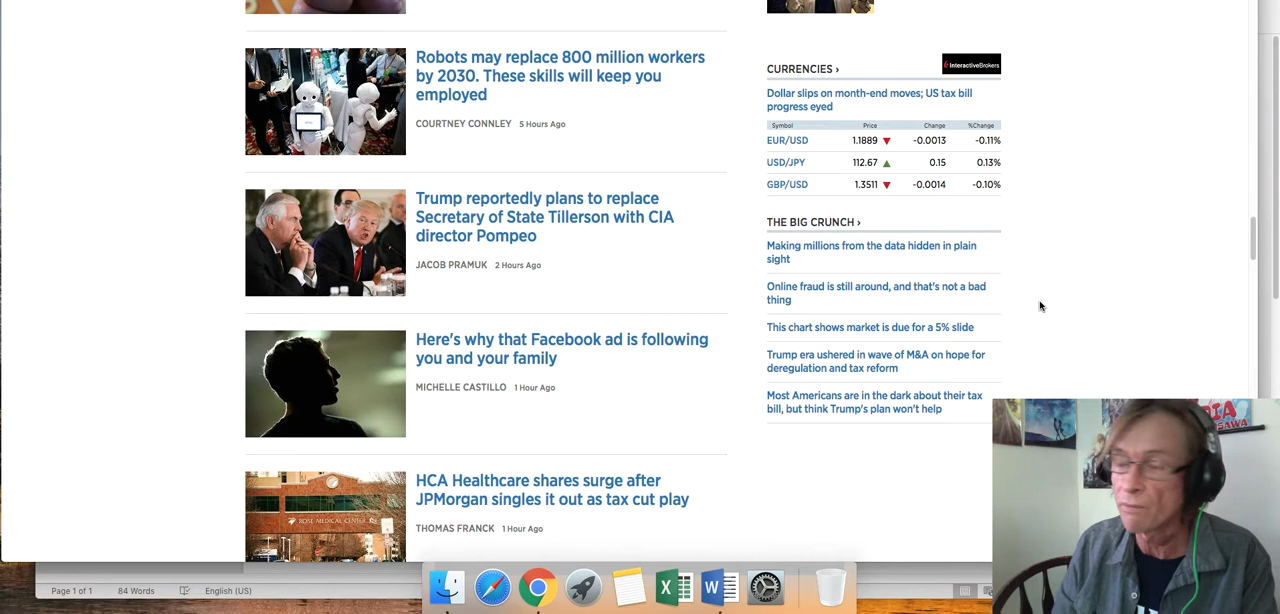 Robots may replace 800 million workers
by 2030. These skills will keep you
employed
COURTNEY CONNLEY 5 Hours Ago
Trump reportedly plans to replace
Secretary of State Tillerson with CIA
director Pompeo
JACOB PRAMUK 2 Hours Ago
Here's why that Facebook ad is following
you and your family
MICHELLE CASTILLO 1 Hour Ago
ROSE MEDICAL CENTER
HCA Healthcare shares surge after
JPMorgan singles it out as tax cut play
THOMAS FRANCK 1 Hour Ago
CURRENCIES ›
InteractiveBrokers
Dollar slips on month-end moves; US tax bill
progress eyed
Symbol Price Change %Change
EUR/USD 1.1889 ▼ -0.0013 -0.11%
USD/JPY 112.67 ▲ 0.15 0.13%
GBP/USD 1.3511 ▼ -0.0014 -0.10%
THE BIG CRUNCH ›
Making millions from the data hidden in plain
sight
Online fraud is still around, and that's not a bad
thing
This chart shows market is due for a 5% slide
Trump era ushered in wave of M&A on hope for
deregulation and tax reform
Most Americans are in the dark about their tax
bill, but think Trump's plan won't help
Page 1 of 1 84 Words English (US)